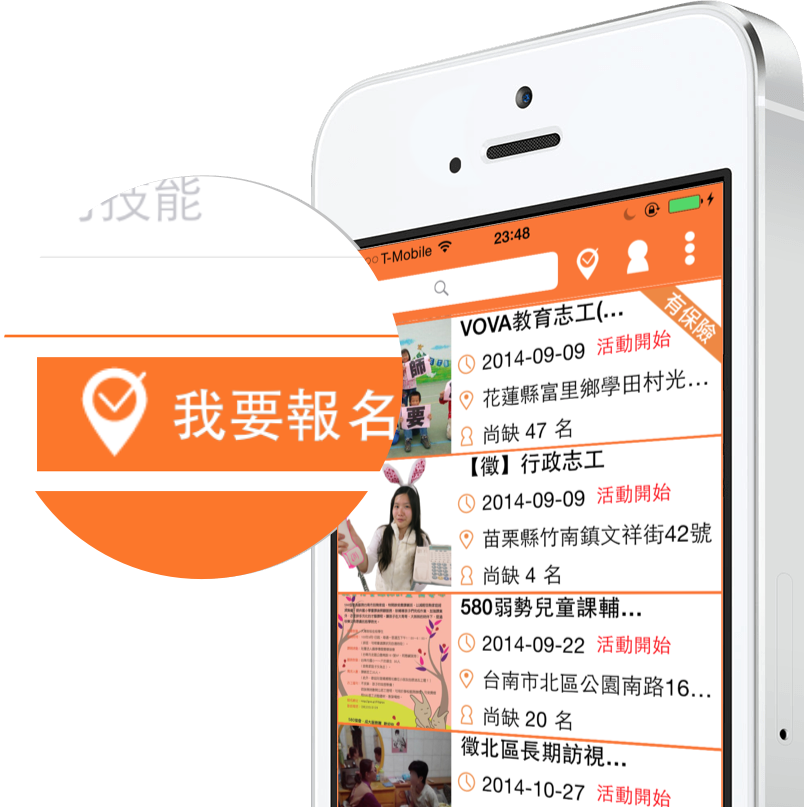 技能
我要報名
T-Mobile
23:48
有保險
VOVA教育志工(...
2014-09-09 活動開始
花蓮縣富里鄉學田村光...
尚缺 47 名
師
要
【徵】行政志工
2014-09-09 活動開始
苗栗縣竹南鎮文祥街42號
尚缺 4 名
580弱勢兒童課輔...
2014-09-22 活動開始
台南市北區公園南路16...
尚缺 20 名
徵北區長期訪視...
2014-10-27 活動開始